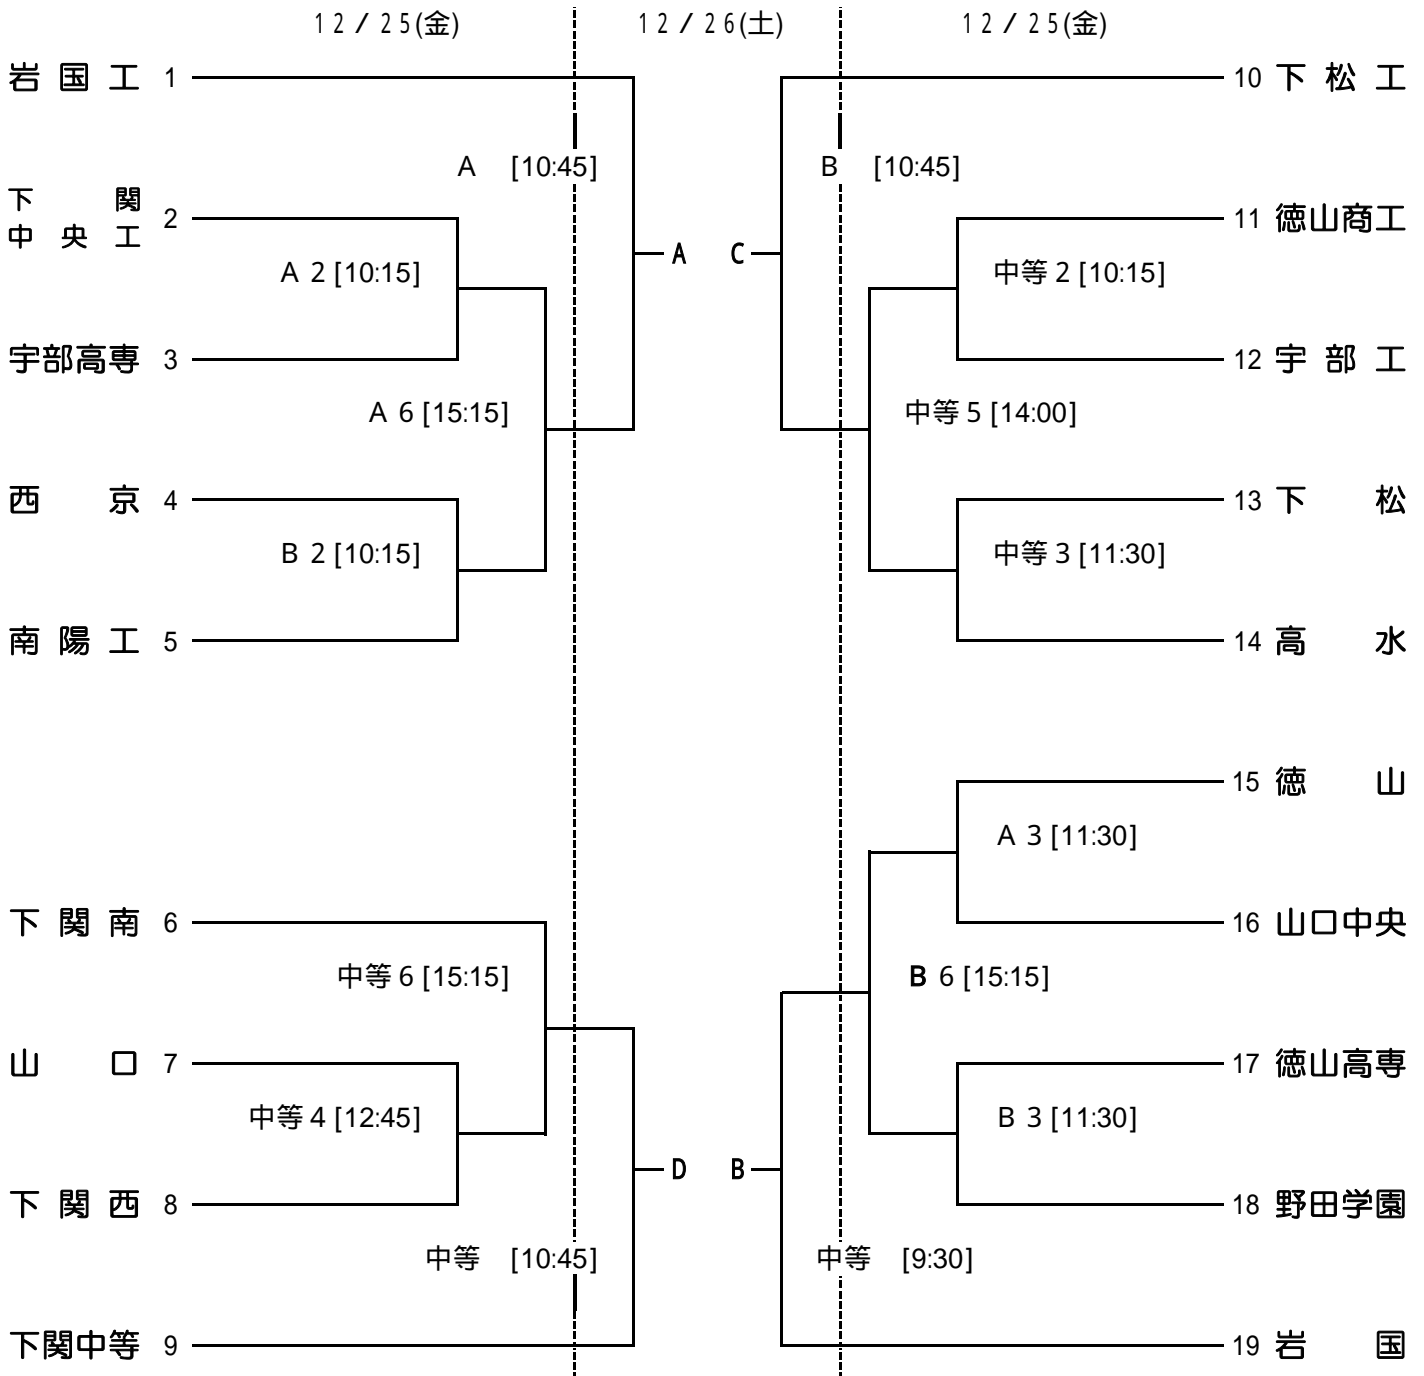 12/25(金) 12/26(土) 12/25(金)
岩国工 1
10 下松工
A [10:45]
B [10:45]
下関
中央工 2
11 徳山商工
A
C
A 2 [10:15]
中等 2 [10:15]
宇部高専 3
12 宇部工
A 6 [15:15]
中等 5 [14:00]
西京 4
13 下松
B 2 [10:15]
中等 3 [11:30]
南陽工 5
14 高水
15 徳山
A 3 [11:30]
下関南 6
16 山口中央
中等 6 [15:15]
B 6 [15:15]
山口 7
17 徳山高専
中等 4 [12:45]
B 3 [11:30]
D
B
下関西 8
18 野田学園
中等 [10:45]
中等 [9:30]
下関中等 9
19 岩国